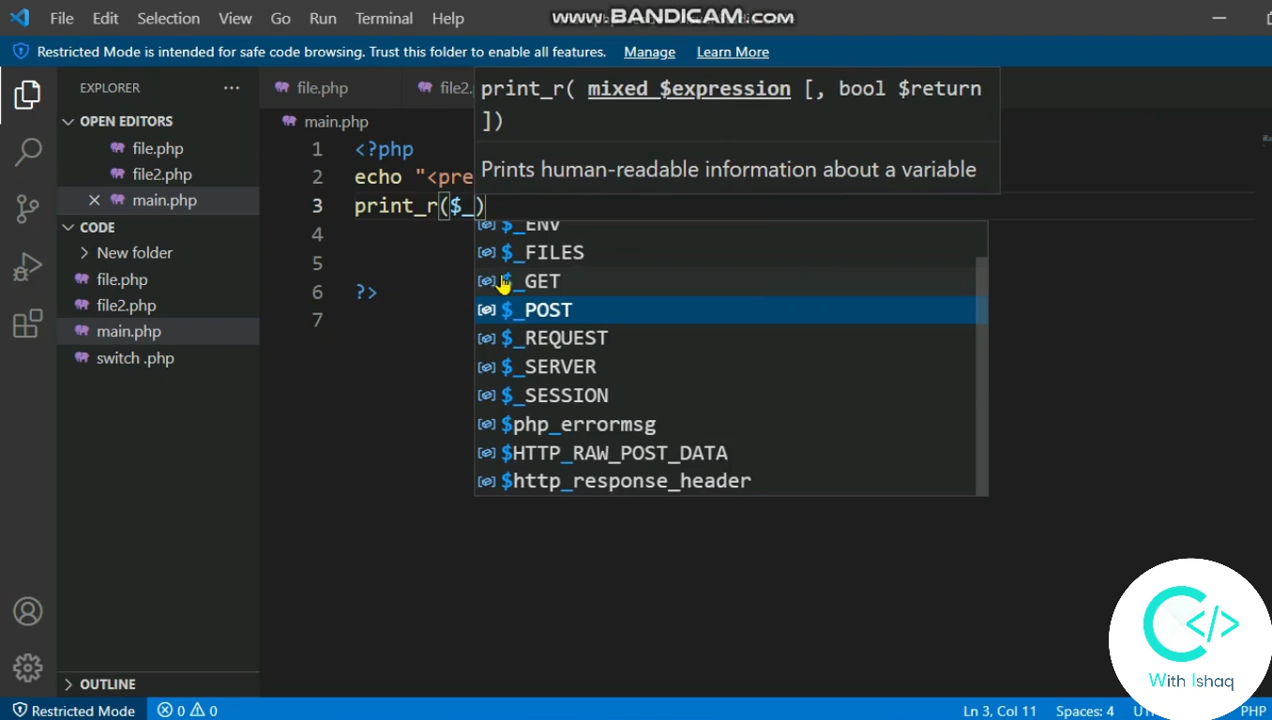 File Edit Selection View Go Run Terminal Help
www.BANDICAM.com
Restricted Mode is intended for safe code browsing. Trust this folder to enable all features. Manage Learn More
EXPLORER ...
OPEN EDITORS
file.php
file2.php
main.php
CODE
New folder
file.php
file2.php
main.php
switch .php
OUTLINE
file.php file2.
main.php
1 <?php
2 echo "<pre
3 print_r($_)
4
5
6 ?>
7
print_r( mixed $expression [, bool $return
])
Prints human-readable information about a variable
$_ENV
$_FILES
$_GET
$_POST
$_REQUEST
$_SERVER
$_SESSION
$php_errormsg
$HTTP_RAW_POST_DATA
$http_response_header
C </>
With Ishaq
Restricted Mode 0 0 Ln 3, Col 11 Spaces: 4 PHP